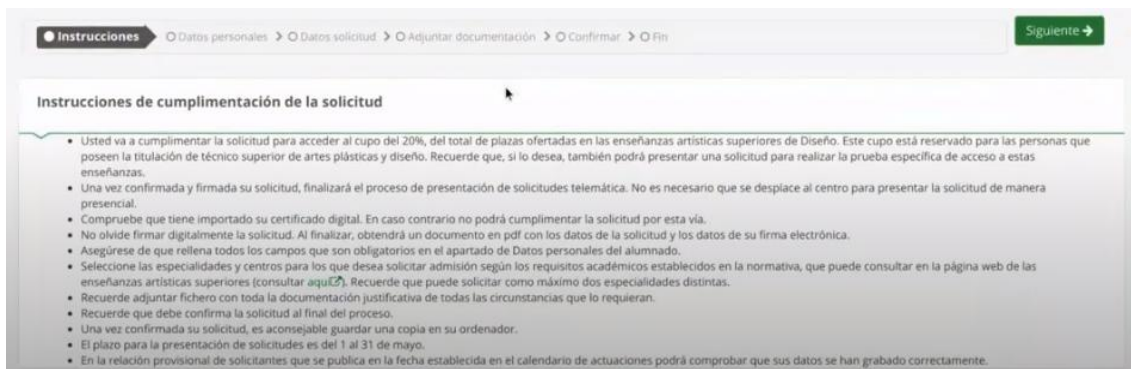 Instrucciones Datos personales Datos solicitud Adjuntar documentación Confirmar Fin Siguiente
Instrucciones de cumplimentación de la solicitud
Usted va a cumplimentar la solicitud para acceder al cupo del 20%, del total de plazas ofertadas en las enseñanzas artísticas superiores de Diseño. Este cupo está reservado para las personas que
poseen la titulación de técnico superior de artes plásticas y diseño. Recuerde que, si lo desea, también podrá presentar una solicitud para realizar la prueba específica de acceso a estas
enseñanzas.
Una vez confirmada y firmada su solicitud, finalizará el proceso de presentación de solicitudes telemática. No es necesario que se desplace al centro para presentar la solicitud de manera
presencial.
Compruebe que tiene importado su certificado digital. En caso contrario no podrá cumplimentar la solicitud por esta vía.
No olvide firmar digitalmente la solicitud. Al finalizar, obtendrá un documento en pdf con los datos de la solicitud y los datos de su firma electrónica.
Asegúrese de que rellena todos los campos que son obligatorios en el apartado de Datos personales del alumnado.
Seleccione las especialidades y centros para los que desea solicitar admisión según los requisitos académicos establecidos en la normativa, que puede consultar en la página web de las
enseñanzas artísticas superiores (consultar aquí). Recuerde que puede solicitar como máximo dos especialidades distintas.
Recuerde adjuntar fichero con toda la documentación justificativa de todas las circunstancias que lo requieran.
Recuerde que debe confirma la solicitud al final del proceso.
Una vez confirmada su solicitud, es aconsejable guardar una copia en su ordenador.
El plazo para la presentación de solicitudes es del 1 al 31 de mayo.
En la relación provisional de solicitantes que se publica en la fecha establecida en el calendario de actuaciones podrá comprobar que sus datos se han grabado correctamente.